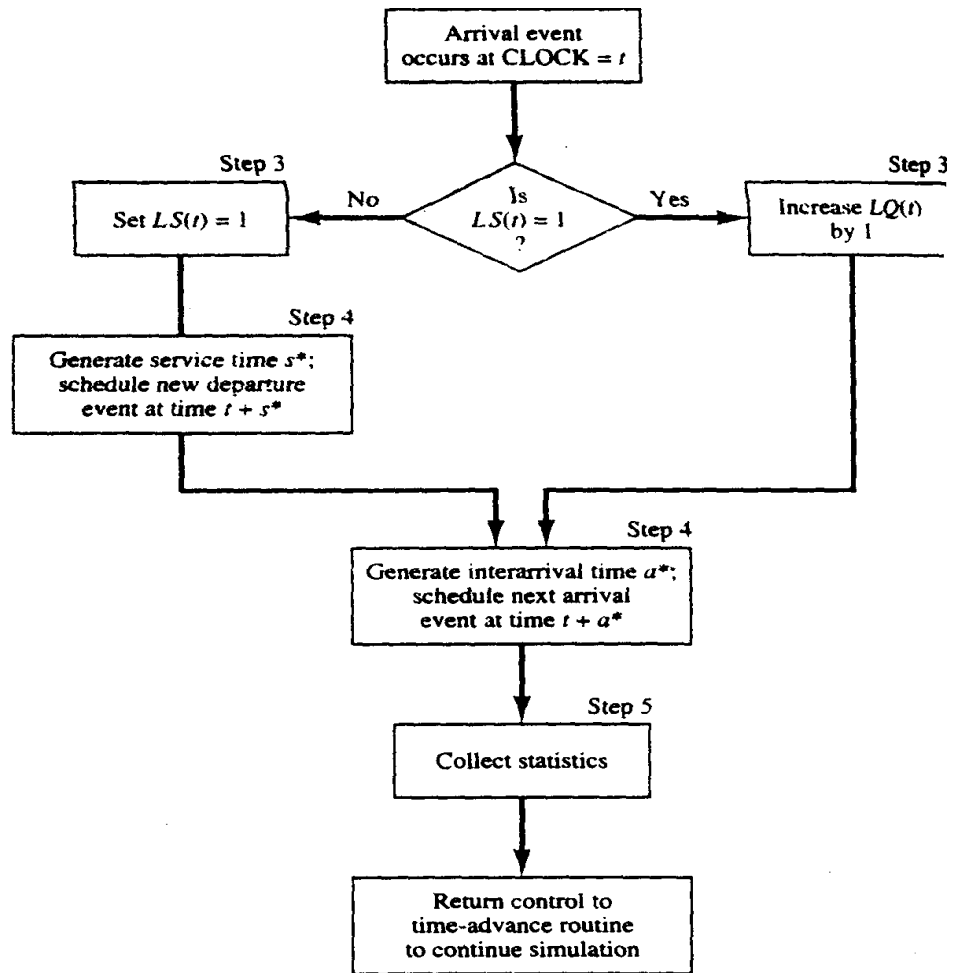 Arrival event
occurs at CLOCK = t
Step 3
Set LS(t) = 1
No
Is
LS(t) = 1
?
Yes
Step 3
Increase LQ(t)
by 1
Step 4
Generate service time s*;
schedule new departure
event at time t + s*
Step 4
Generate interarrival time a*;
schedule next arrival
event at time t + a*
Step 5
Collect statistics
Return control to
time-advance routine
to continue simulation